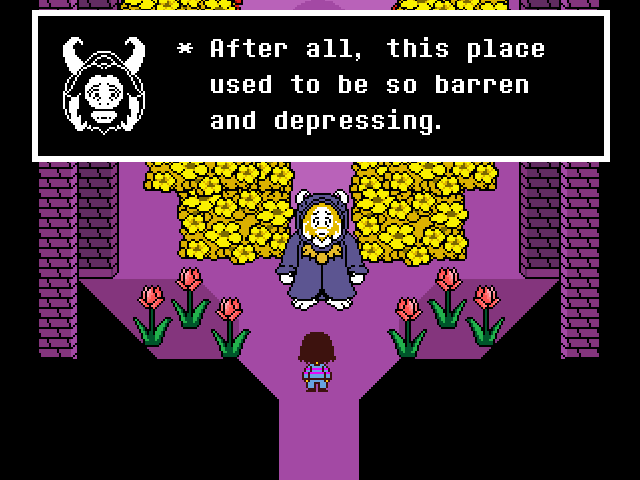 * After all, this place
used to be so barren
and depressing.